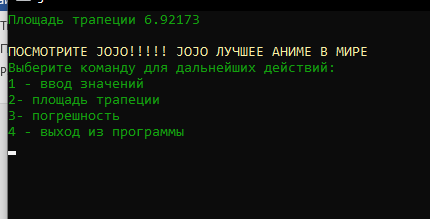 Площадь трапеции 6.92173
ПОСМОТРИТЕ JOJO!!!!! JOJO ЛУЧШЕЕ АНИМЕ В МИРЕ
Выберите команду для дальнейших действий:
1 - ввод значений
2- площадь трапеции
3- погрешность
4 - выход из программы